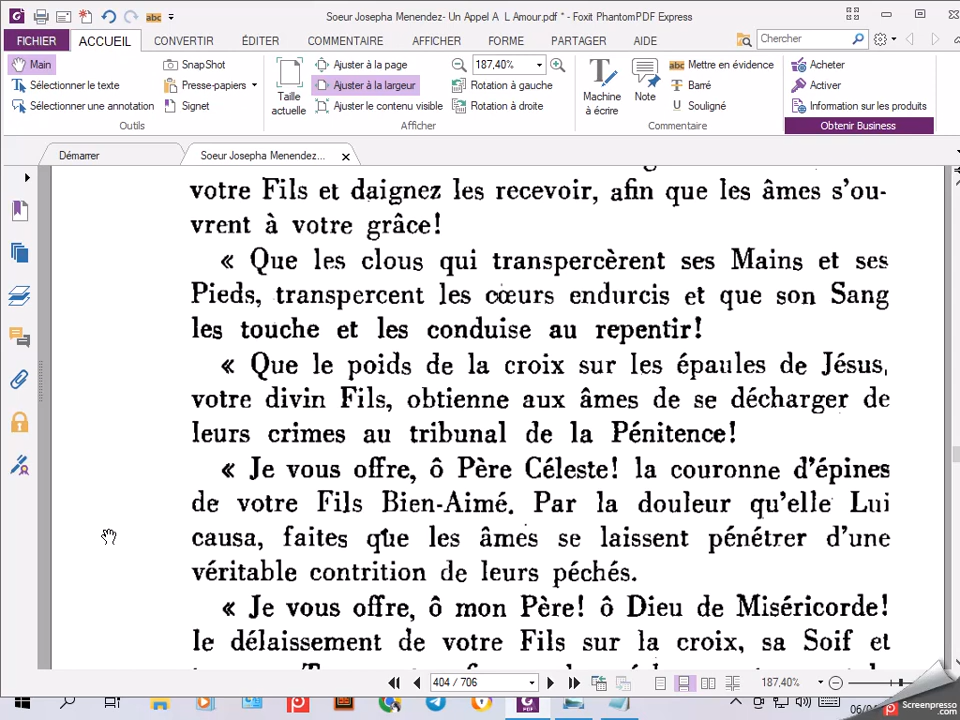 Soeur Josepha Menendez- Un Appel A L Amour.pdf * - Foxit PhantomPDF Express
FICHIER ACCUEIL CONVERTIR ÉDITER COMMENTAIRE AFFICHER FORME PARTAGER AIDE Chercher
Main SnapShot Ajuster à la page 187,40% abc Mettre en évidence Acheter
Sélectionner le texte Presse-papiers Taille Ajuster à la largeur Rotation à gauche Machine Note Barré Activer
Sélectionner une annotation Signet actuelle Ajuster le contenu visible Rotation à droite à écrire U Souligné Information sur les produits
Outils Afficher Commentaire Obtenir Business
Démarrer Soeur Josepha Menendez...
votre Fils et daignez les recevoir, afin que les âmes s'ou-
vrent à votre grâce!
« Que les clous qui transpercèrent ses Mains et ses
Pieds, transpercent les cœurs endurcis et que son Sang
les touche et les conduise au repentir!
« Que le poids de la croix sur les épaules de Jésus,
votre divin Fils, obtienne aux âmes de se décharger de
leurs crimes au tribunal de la Pénitence!
« Je vous offre, ô Père Céleste! la couronne d'épines
de votre Fils Bien-Aimé. Par la douleur qu'elle Lui
causa, faites que les âmes se laissent pénétrer d'une
véritable contrition de leurs péchés.
« Je vous offre, ô mon Père! ô Dieu de Miséricorde!
le délaissement de votre Fils sur la croix, sa Soif et
404 / 706 187,40%
Screenpresso
.com